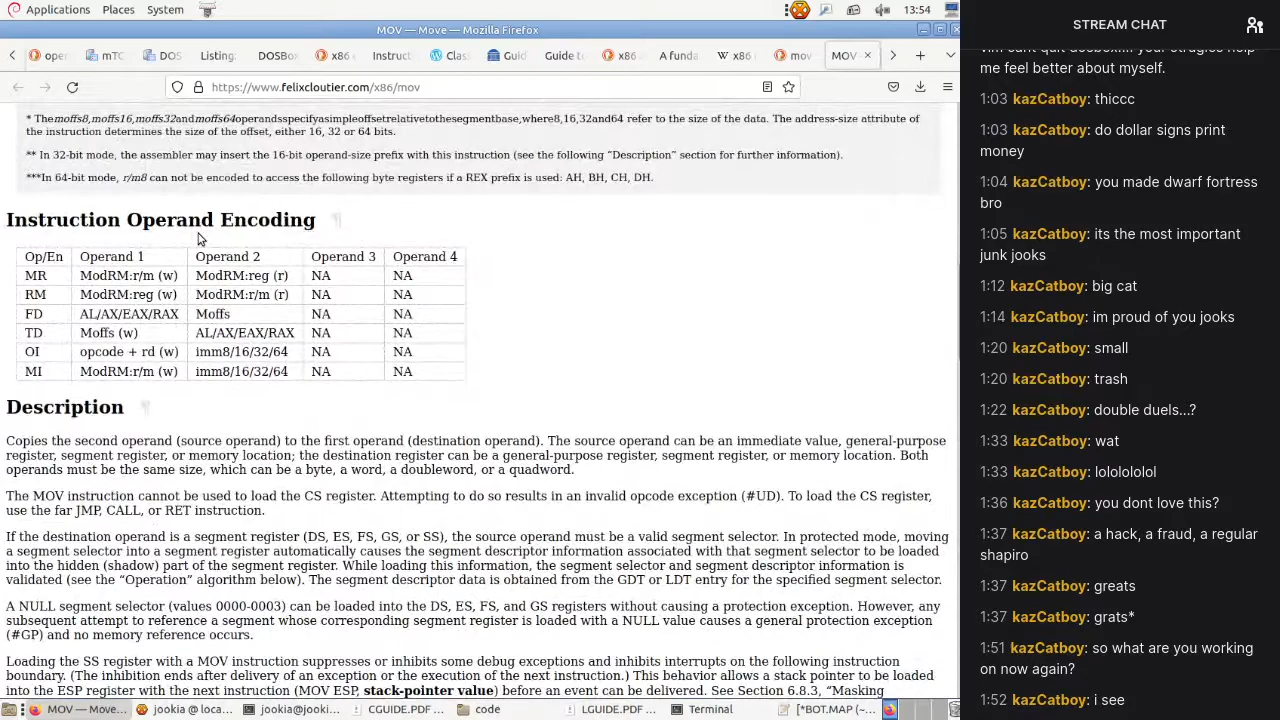 Applications Places System 13:54
MOV — Move — Mozilla Firefox
oper mTC DOS Listing: DOSBo x86 i Instruct Clas: Guid Guide to x86 A funda x86 mov MOV
https://www.felixcloutier.com/x86/mov
* Themoffs8,moffs16,moffs32andmoffs64operandsspecifyasimpleoffsetrelativetothesegmentbase,where8,16,32and64 refer to the size of the data. The address-size attribute of
the instruction determines the size of the offset, either 16, 32 or 64 bits.
** In 32-bit mode, the assembler may insert the 16-bit operand-size prefix with this instruction (see the following “Description” section for further information).
***In 64-bit mode, r/m8 can not be encoded to access the following byte registers if a REX prefix is used: AH, BH, CH, DH.
Instruction Operand Encoding ¶
Op/En Operand 1 Operand 2 Operand 3 Operand 4
MR ModRM:r/m (w) ModRM:reg (r) NA NA
RM ModRM:reg (w) ModRM:r/m (r) NA NA
FD AL/AX/EAX/RAX Moffs NA NA
TD Moffs (w) AL/AX/EAX/RAX NA NA
OI opcode + rd (w) imm8/16/32/64 NA NA
MI ModRM:r/m (w) imm8/16/32/64 NA NA
Description ¶
Copies the second operand (source operand) to the first operand (destination operand). The source operand can be an immediate value, general-purpose
register, segment register, or memory location; the destination register can be a general-purpose register, segment register, or memory location. Both
operands must be the same size, which can be a byte, a word, a doubleword, or a quadword.
The MOV instruction cannot be used to load the CS register. Attempting to do so results in an invalid opcode exception (#UD). To load the CS register,
use the far JMP, CALL, or RET instruction.
If the destination operand is a segment register (DS, ES, FS, GS, or SS), the source operand must be a valid segment selector. In protected mode, moving
a segment selector into a segment register automatically causes the segment descriptor information associated with that segment selector to be loaded
into the hidden (shadow) part of the segment register. While loading this information, the segment selector and segment descriptor information is
validated (see the “Operation” algorithm below). The segment descriptor data is obtained from the GDT or LDT entry for the specified segment selector.
A NULL segment selector (values 0000-0003) can be loaded into the DS, ES, FS, and GS registers without causing a protection exception. However, any
subsequent attempt to reference a segment whose corresponding segment register is loaded with a NULL value causes a general protection exception
(#GP) and no memory reference occurs.
Loading the SS register with a MOV instruction suppresses or inhibits some debug exceptions and inhibits interrupts on the following instruction
boundary. (The inhibition ends after delivery of an exception or the execution of the next instruction.) This behavior allows a stack pointer to be loaded
into the ESP register with the next instruction (MOV ESP, stack-pointer value) before an event can be delivered. See Section 6.8.3, “Masking
MOV — Move... jookia @ loca... jookia@jooki... LGUIDE.PDF ... code LGUIDE.PDF ... Terminal [*BOT.MAP (~...
STREAM CHAT
me feel better about myself.
1:03 kazCatboy: thiccc
1:03 kazCatboy: do dollar signs print
money
1:04 kazCatboy: you made dwarf fortress
bro
1:05 kazCatboy: its the most important
junk jooks
1:12 kazCatboy: big cat
1:14 kazCatboy: im proud of you jooks
1:20 kazCatboy: small
1:20 kazCatboy: trash
1:22 kazCatboy: double duels...?
1:33 kazCatboy: wat
1:33 kazCatboy: lolololol
1:36 kazCatboy: you dont love this?
1:37 kazCatboy: a hack, a fraud, a regular
shapiro
1:37 kazCatboy: greats
1:37 kazCatboy: grats*
1:51 kazCatboy: so what are you working
on now again?
1:52 kazCatboy: i see